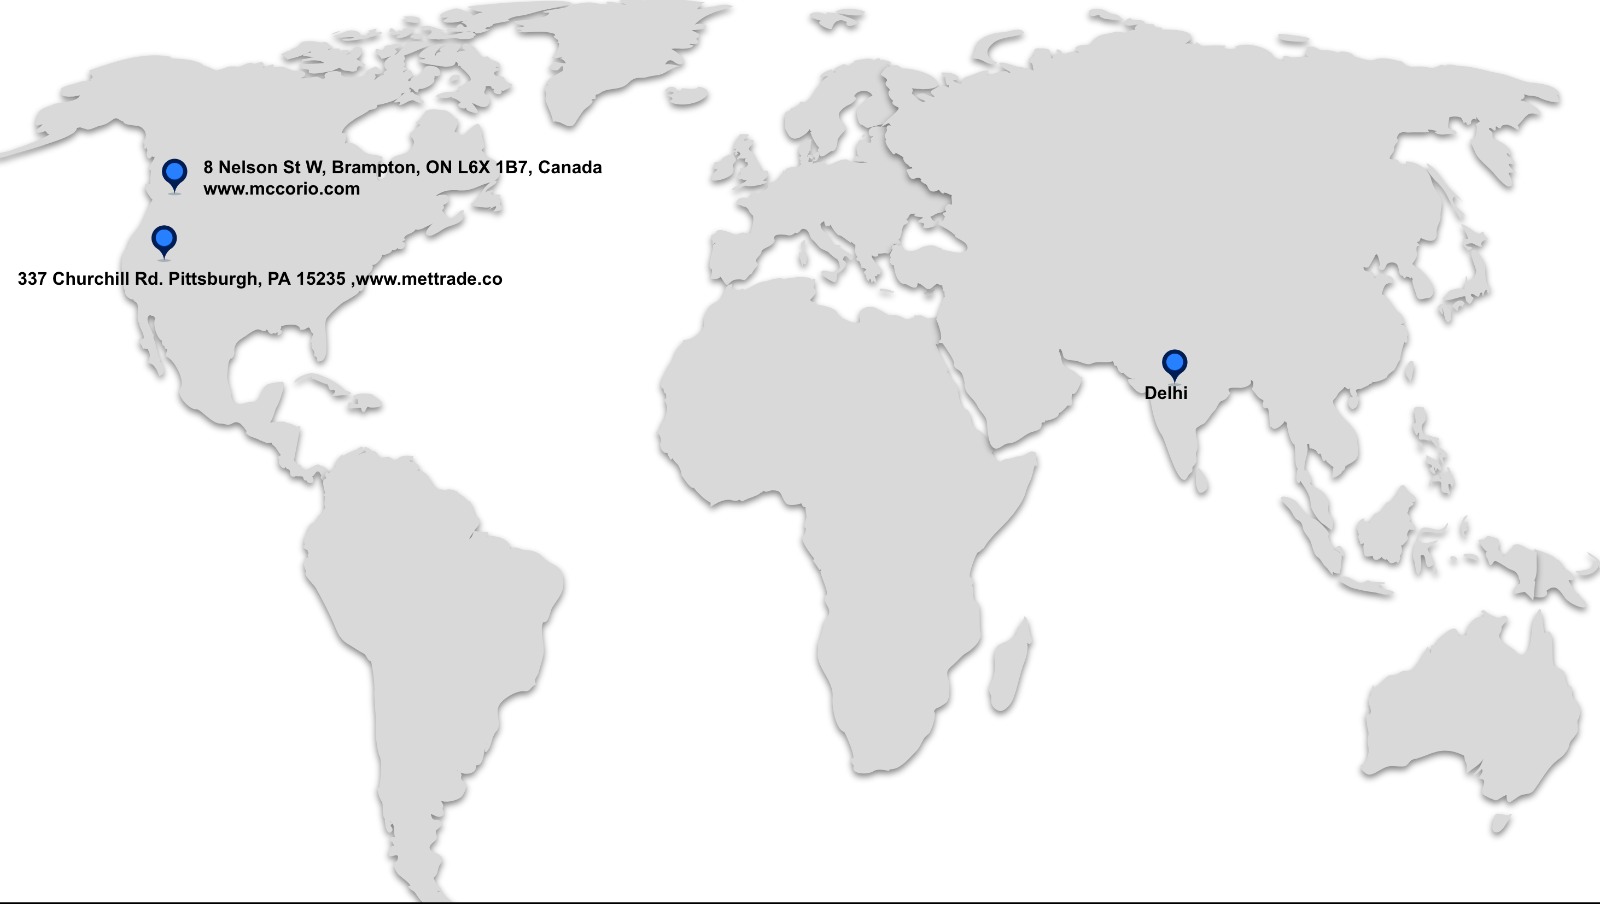 8 Nelson St W, Brampton, ON L6X 1B7, Canada
www.mccorio.com
337 Churchill Rd. Pittsburgh, PA 15235 ,www.mettrade.co
Delhi